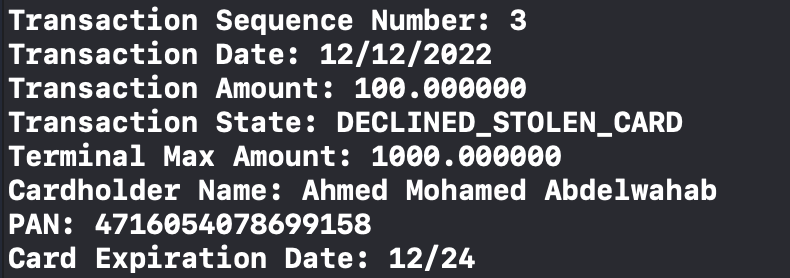 Transaction Sequence Number: 3
Transaction Date: 12/12/2022
Transaction Amount: 100.000000
Transaction State: DECLINED_STOLEN_CARD
Terminal Max Amount: 1000.000000
Cardholder Name: Ahmed Mohamed Abdelwahab
PAN: 4716054078699158
Card Expiration Date: 12/24